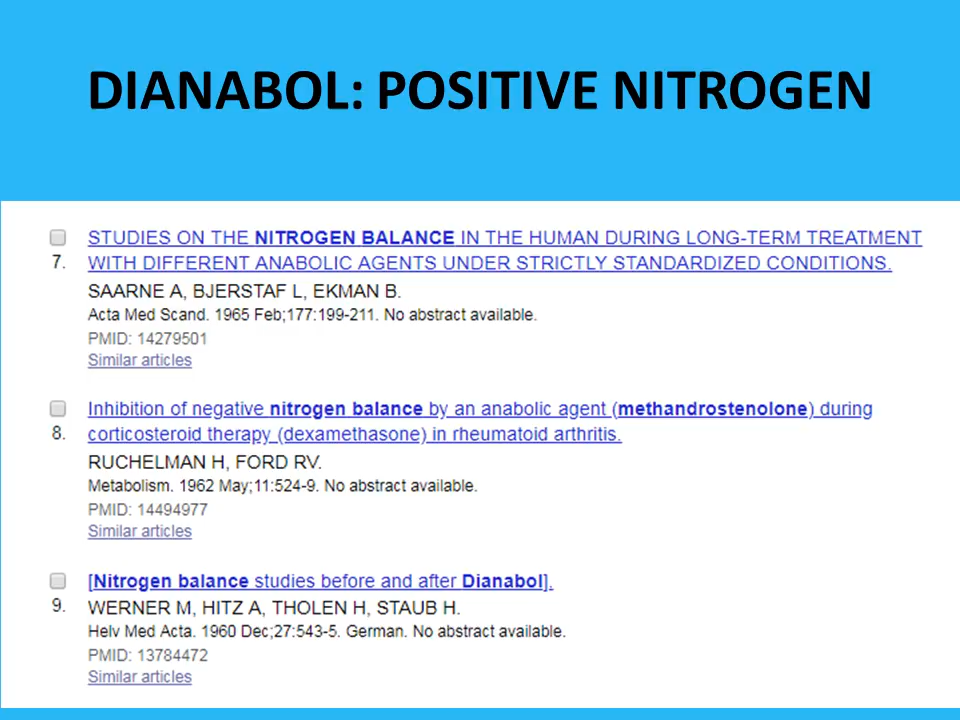 DIANABOL: POSITIVE NITROGEN
STUDIES ON THE NITROGEN BALANCE IN THE HUMAN DURING LONG-TERM TREATMENT
7. WITH DIFFERENT ANABOLIC AGENTS UNDER STRICTLY STANDARDIZED CONDITIONS.
SAARNE A, BJERSTAF L, EKMAN B.
Acta Med Scand. 1965 Feb;177:199-211. No abstract available.
PMID: 14279501
Similar articles
Inhibition of negative nitrogen balance by an anabolic agent (methandrostenolone) during
8. corticosteroid therapy (dexamethasone) in rheumatoid arthritis.
RUCHELMAN H, FORD RV.
Metabolism. 1962 May;11:524-9. No abstract available.
PMID: 14494977
Similar articles
[Nitrogen balance studies before and after Dianabol].
9. WERNER M, HITZ A, THOLEN H, STAUB H.
Helv Med Acta. 1960 Dec;27:543-5. German. No abstract available.
PMID: 13784472
Similar articles